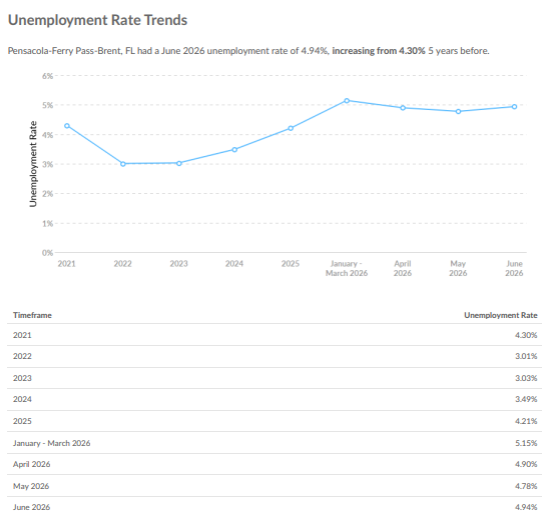 Unemployment Rate Trends
Pensacola-Ferry Pass-Brent, FL had a June 2026 unemployment rate of 4.94%, increasing from 4.30% 5 years before.
Unemployment Rate
6%
5%
4%
3%
2%
1%
0%
2021 2022 2023 2024 2025 January - April May June
March 2026 2026 2026 2026
Timeframe Unemployment Rate
2021 4.30%
2022 3.01%
2023 3.03%
2024 3.49%
2025 4.21%
January - March 2026 5.15%
April 2026 4.90%
May 2026 4.78%
June 2026 4.94%